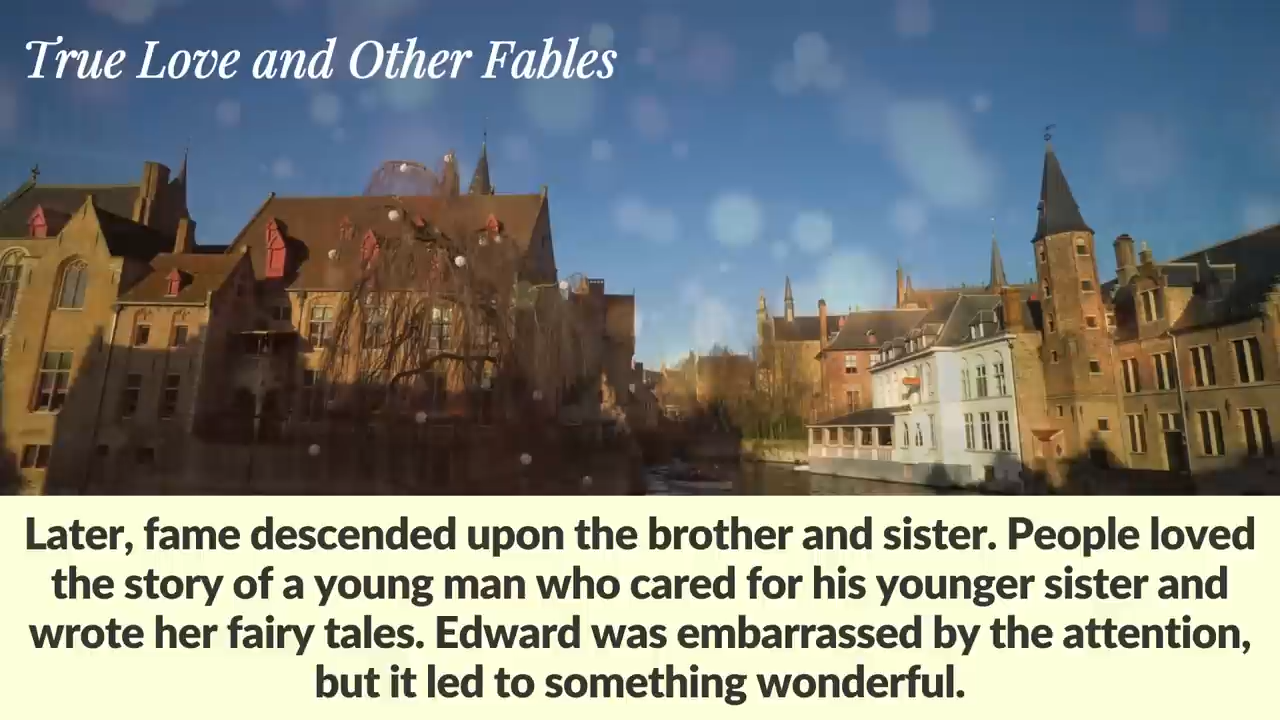 True Love and Other Fables
Later, fame descended upon the brother and sister. People loved
the story of a young man who cared for his younger sister and
wrote her fairy tales. Edward was embarrassed by the attention,
but it led to something wonderful.